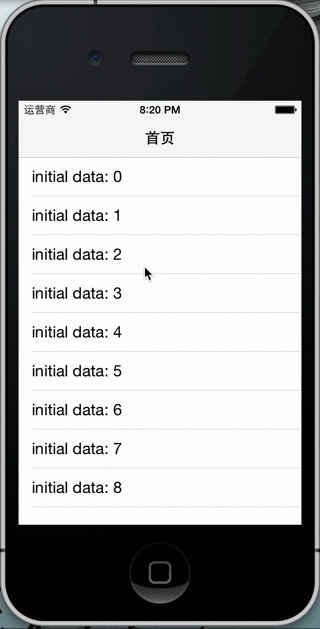 运营商 8:20 PM
首页
initial data: 0
initial data: 1
initial data: 2
initial data: 3
initial data: 4
initial data: 5
initial data: 6
initial data: 7
initial data: 8